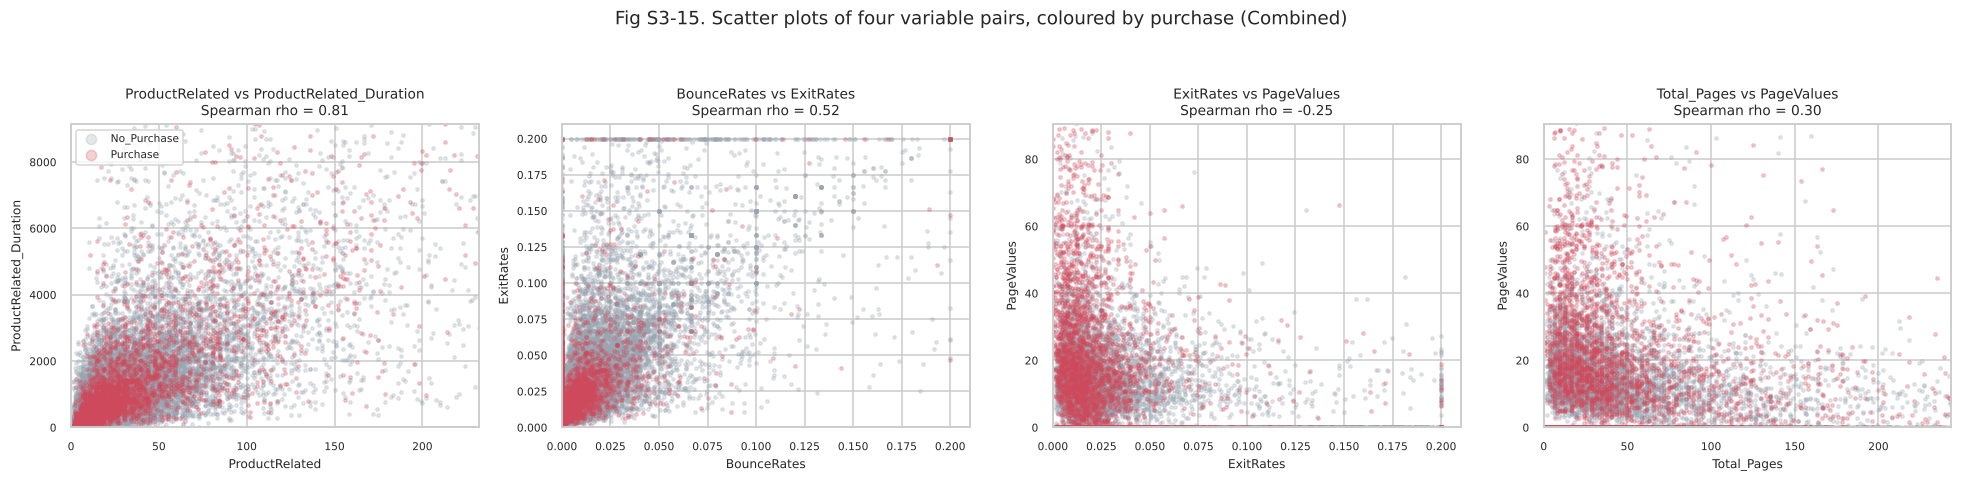 Fig S3-15. Scatter plots of four variable pairs, coloured by purchase (Combined)
ProductRelated vs ProductRelated_Duration
Spearman rho = 0.81
No_Purchase
Purchase
ProductRelated_Duration
8000
6000
4000
2000
0
0 50 100 150 200
ProductRelated
BounceRates vs ExitRates
Spearman rho = 0.52
ExitRates
0.200
0.175
0.150
0.125
0.100
0.075
0.050
0.025
0.000
0.000 0.025 0.050 0.075 0.100 0.125 0.150 0.175 0.200
BounceRates
ExitRates vs PageValues
Spearman rho = -0.25
PageValues
80
60
40
20
0
0.000 0.025 0.050 0.075 0.100 0.125 0.150 0.175 0.200
ExitRates
Total_Pages vs PageValues
Spearman rho = 0.30
PageValues
80
60
40
20
0
0 50 100 150 200
Total_Pages